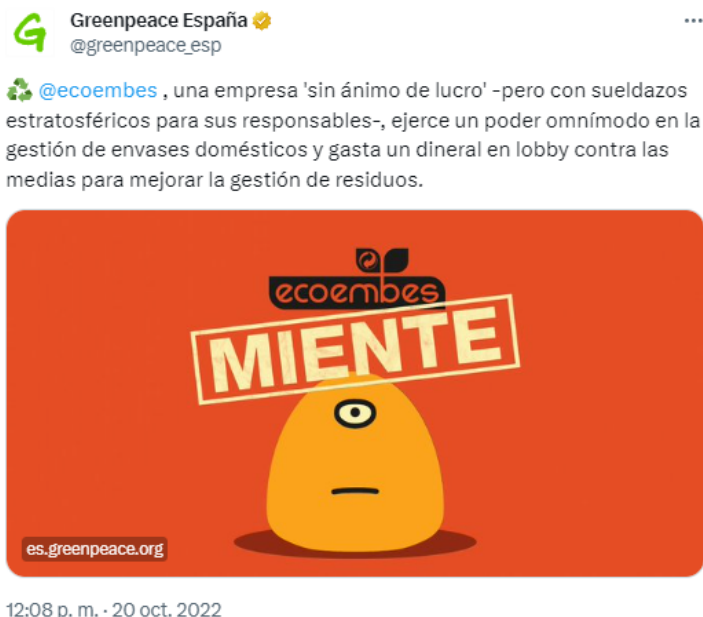 Greenpeace España
@greenpeace_esp
@ecoembes , una empresa 'sin ánimo de lucro' -pero con sueldazos
estratosféricos para sus responsables-, ejerce un poder omnímodo en la
gestión de envases domésticos y gasta un dineral en lobby contra las
medias para mejorar la gestión de residuos.
ecoembes
MIENTE
es.greenpeace.org
12:08 p. m. · 20 oct. 2022